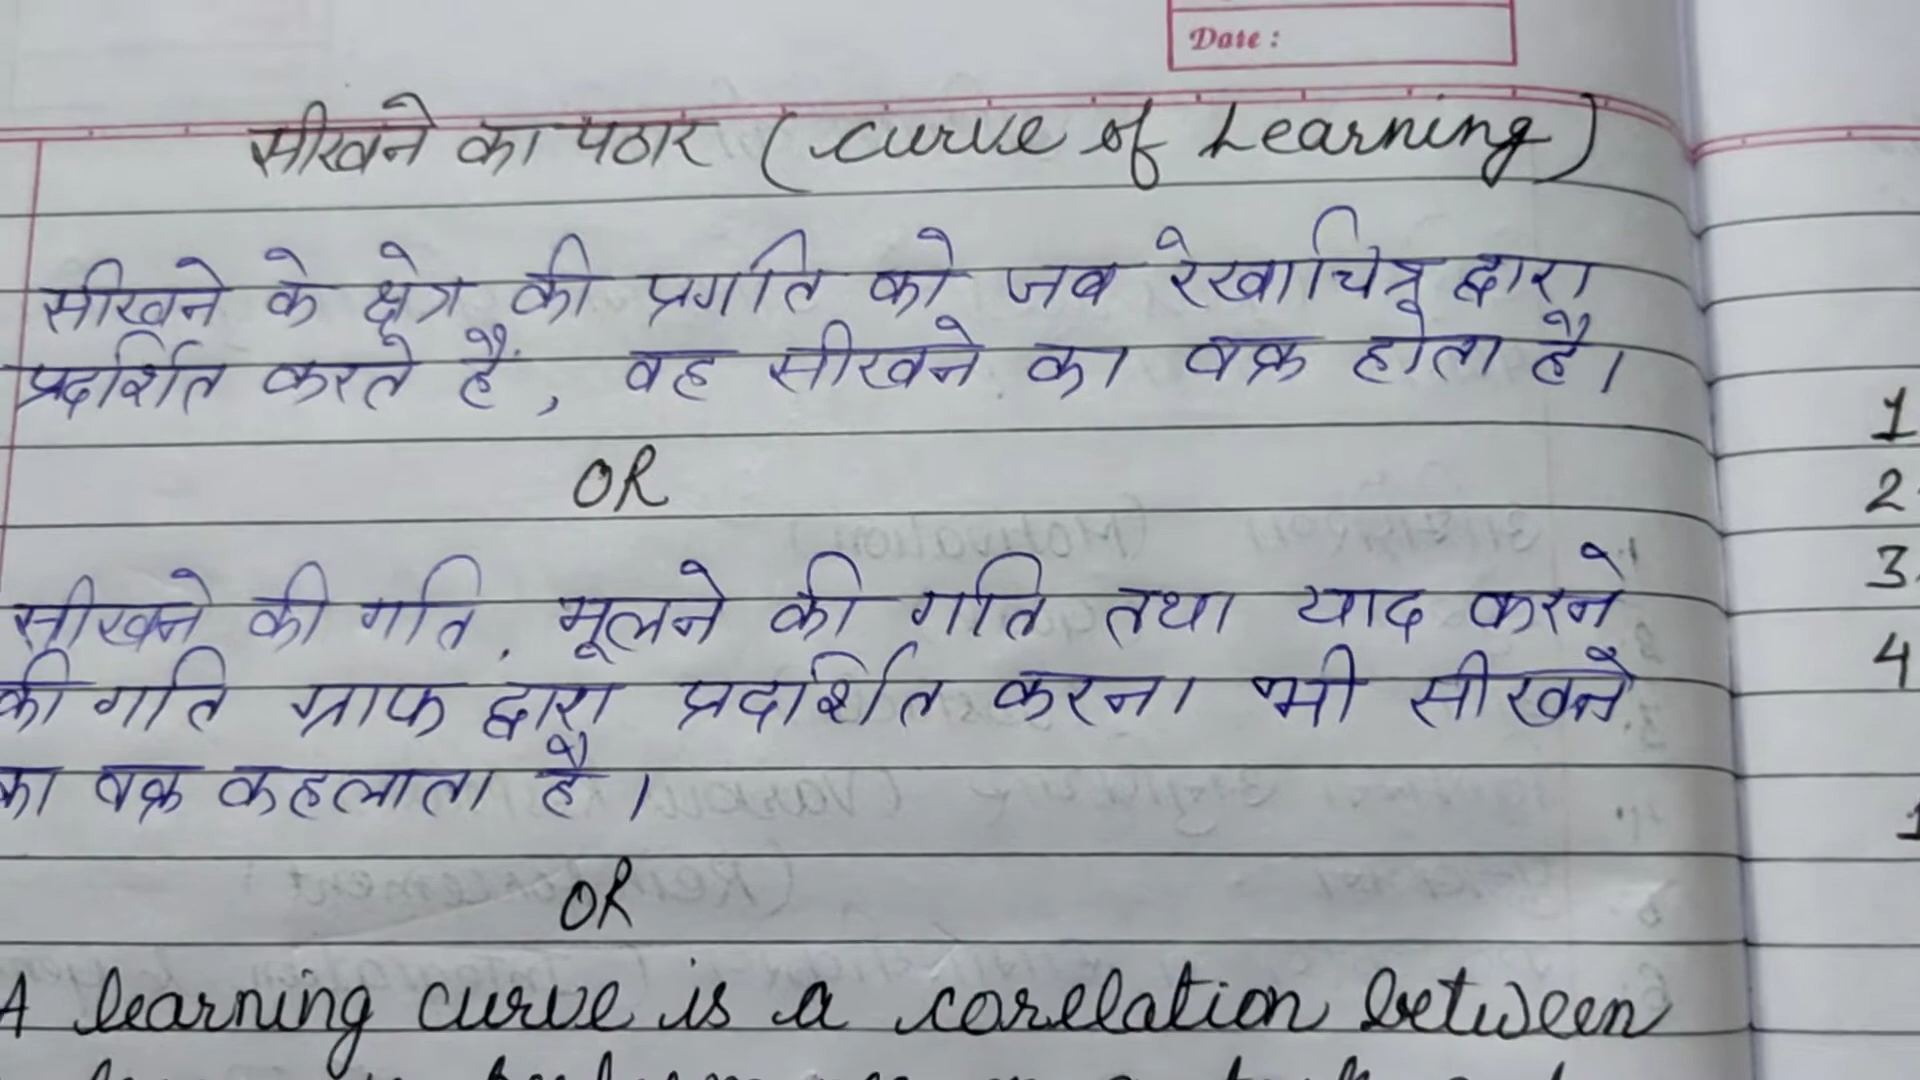 Date :
सीखने का पठार (Curve of Learning)
सीखने के क्षेत्र की प्रगति को जब रेखाचित्र द्वारा
प्रदर्शित करते हैं, वह सीखने का वक्र होता है।
OR
सीखने की गति, भूलने की गति तथा याद करने
की गति ग्राफ द्वारा प्रदर्शित करना भी सीखने
का वक्र कहलाता है।
OR
A learning curve is a corelation between
1
2.
3.
4
1